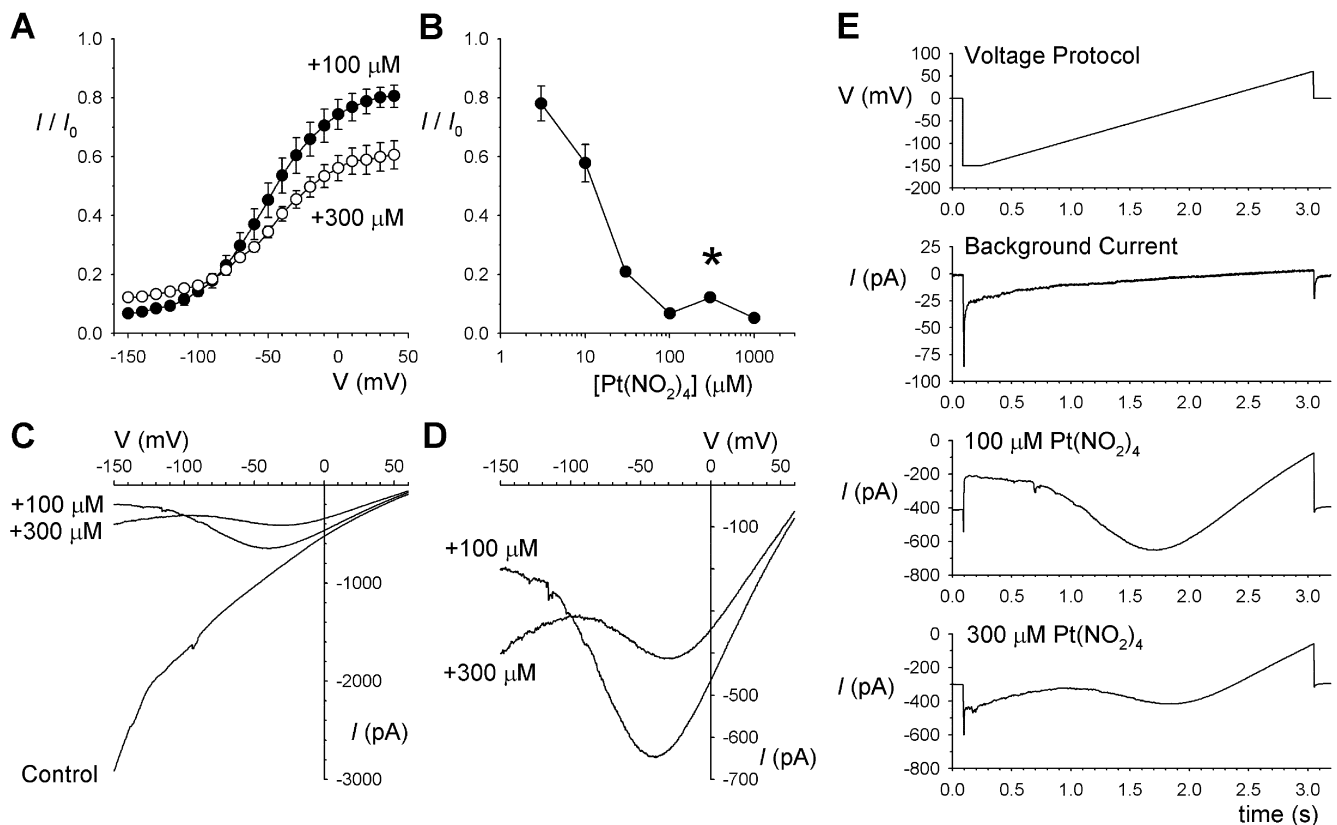 A
1.0
0.8
0.6
0.4
0.2
0.0
I / I0
+100 μM
+300 μM
-150 -100 -50 0 50
V (mV)
B
1.0
0.8
0.6
0.4
0.2
0.0
I / I0
*
1 10 100 1000
[Pt(NO2)4] (μM)
C
V (mV)
-150 -100 -50 0 50
+100 μM
+300 μM
-1000
-2000
I (pA)
Control
-3000
D
V (mV)
-150 -100 -50 0 50
-100
+100 μM
+300 μM
-500
-600
I (pA)
-700
E
Voltage Protocol
100
50
0
-50
-100
-150
-200
V (mV)
0.0 0.5 1.0 1.5 2.0 2.5 3.0
Background Current
25
0
-25
-50
-75
-100
I (pA)
0.0 0.5 1.0 1.5 2.0 2.5 3.0
100 μM Pt(NO2)4
0
-200
-400
-600
-800
I (pA)
0.0 0.5 1.0 1.5 2.0 2.5 3.0
300 μM Pt(NO2)4
0
-200
-400
-600
-800
I (pA)
0.0 0.5 1.0 1.5 2.0 2.5 3.0
time (s)